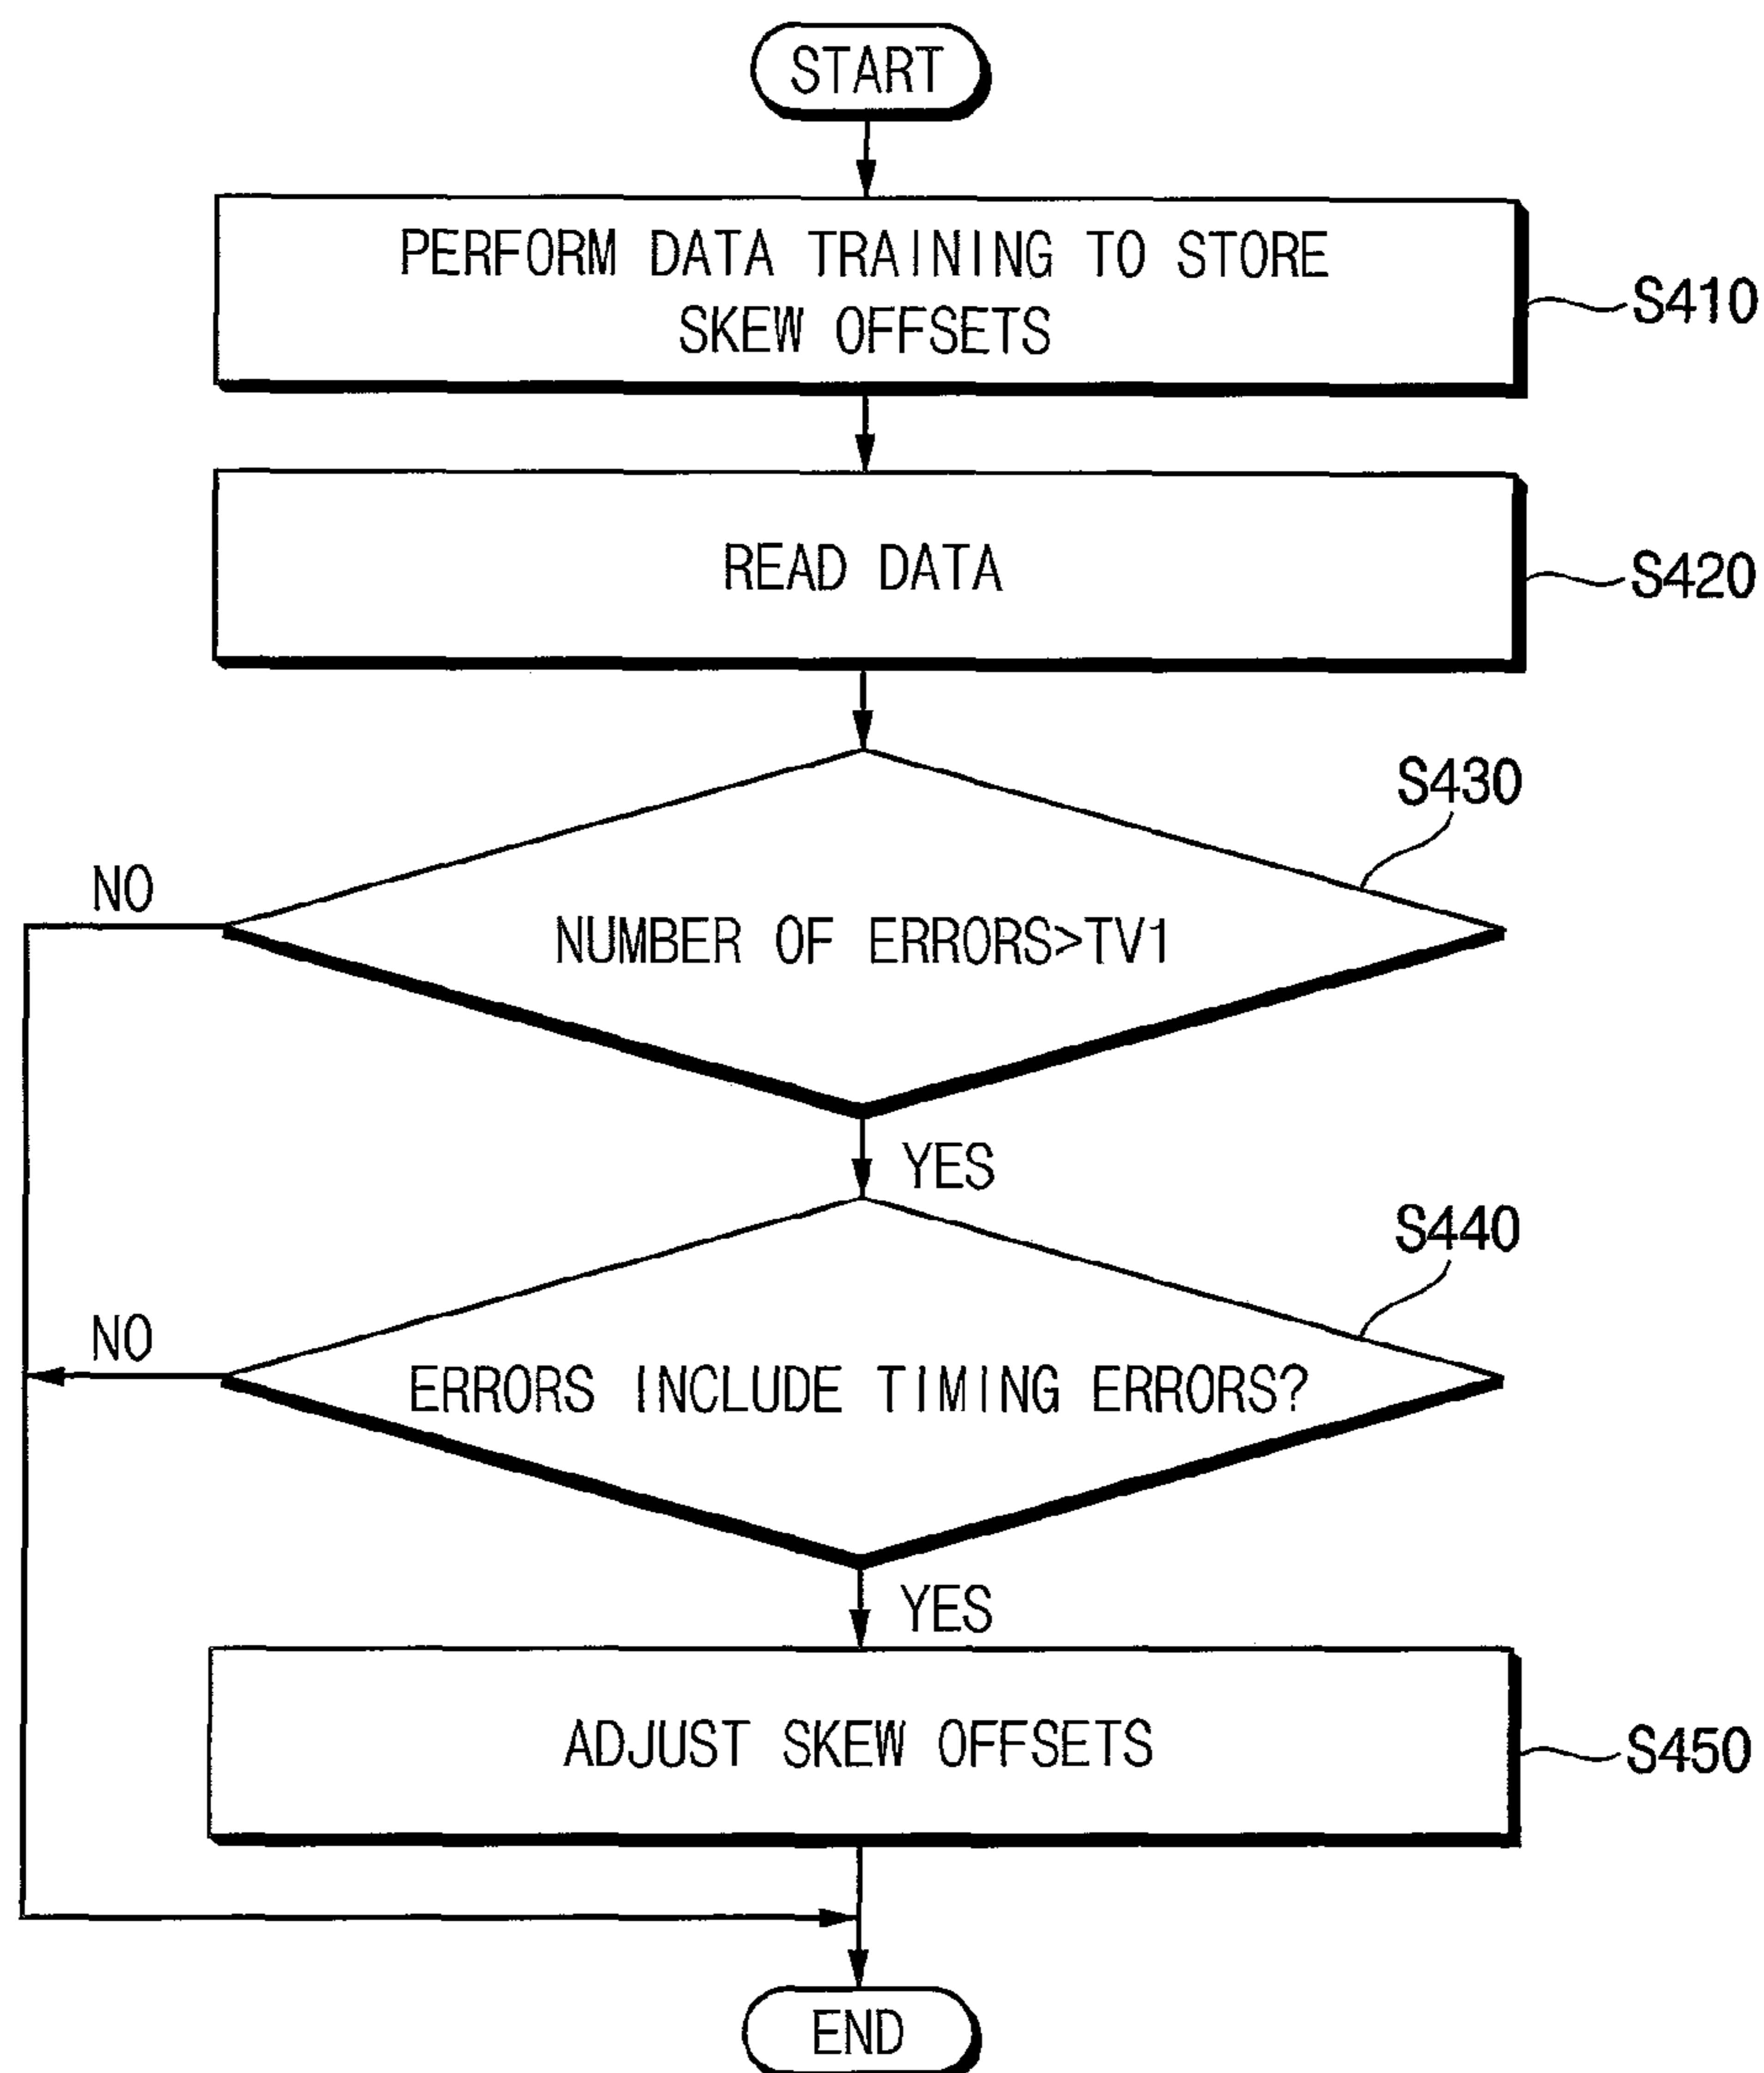 START
PERFORM DATA TRAINING TO STORE
SKEW OFFSETS
S410
READ DATA
S420
S430
NO
NUMBER OF ERRORS>TV1
YES
S440
NO
ERRORS INCLUDE TIMING ERRORS?
YES
ADJUST SKEW OFFSETS
S450
END